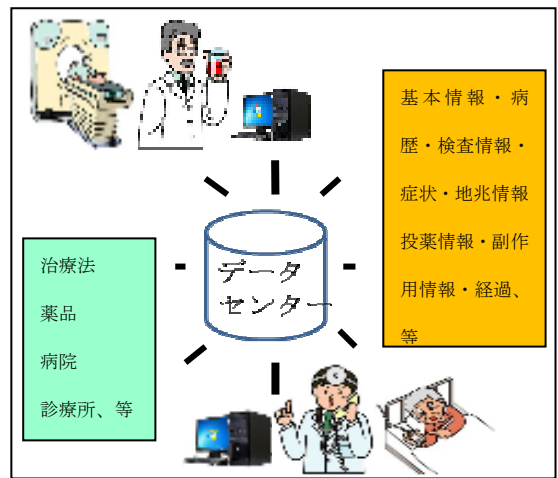 基本情報・病
歴・検査情報・
症状・地兆情報
投薬情報・副作
用情報・経過、
等
データ
センター
治療法
薬品
病院
診療所、等